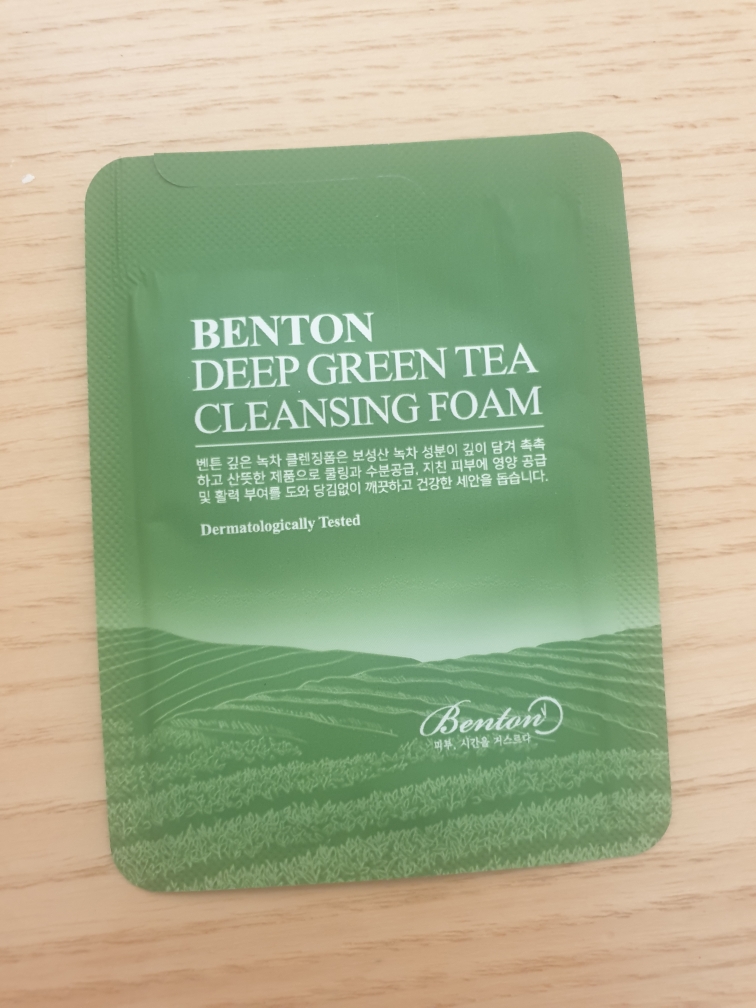 BENTON
DEEP GREEN TEA
CLEANSING FOAM
벤튼 깊은 녹차 클렌징폼은 보성산 녹차 성분이 깊이 담겨 촉촉
하고 산뜻한 제품으로 쿨링과 수분공급, 지친 피부에 영양 공급
및 활력 부여를 도와 당김없이 깨끗하고 건강한 세안을 돕습니다.
Dermatologically Tested
Benton
피부, 시간을 거스르다